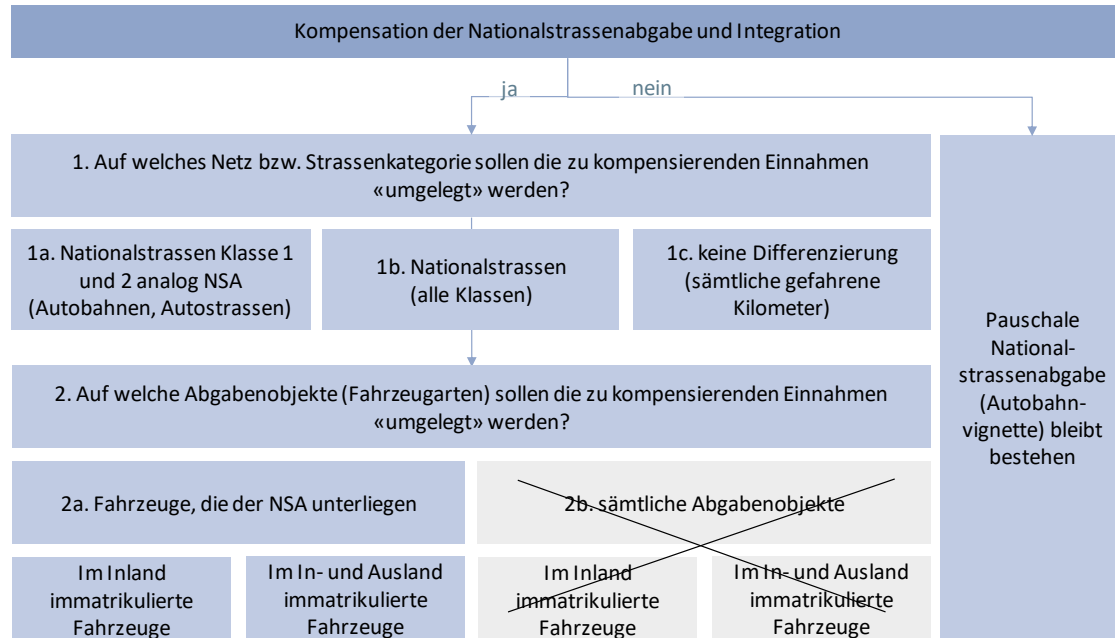 Kompensation der Nationalstrassenabgabe und Integration
ja
nein
1. Auf welches Netz bzw. Strassenkategorie sollen die zu kompensierenden Einnahmen
«umgelegt» werden?
1a. Nationalstrassen Klasse 1
und 2 analog NSA
(Autobahnen, Autostrassen)
1b. Nationalstrassen
(alle Klassen)
1c. keine Differenzierung
(sämtliche gefahrene
Kilometer)
Pauschale
National-
strassenabgabe
(Autobahn-
vignette) bleibt
bestehen
2. Auf welche Abgabenobjekte (Fahrzeugarten) sollen die zu kompensierenden Einnahmen
«umgelegt» werden?
2a. Fahrzeuge, die der NSA unterliegen
2b. sämtliche Abgabenobjekte
Im Inland
immatrikulierte
Fahrzeuge
Im In- und Ausland
immatrikulierte
Fahrzeuge
Im Inland
immatrikulierte
Fahrzeuge
Im In- und Ausland
immatrikulierte
Fahrzeuge